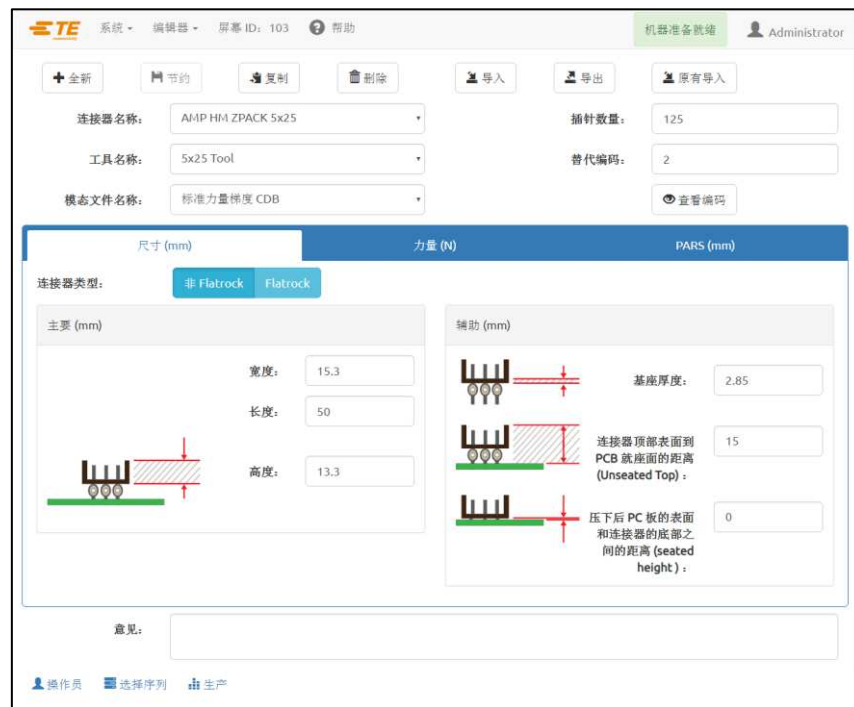 TE 系统 编辑器 屏幕 ID：103 帮助 机器准备就绪 Administrator
全新 节约 复制 删除 导入 导出 原有导入
连接器名称： AMP HM ZPACK 5x25 插针数量： 125
工具名称： 5x25 Tool 替代编码： 2
模态文件名称： 标准力量梯度 CDB 查看编码
尺寸 (mm) 力量 (N) PARS (mm)
连接器类型： 非 Flatrock Flatrock
主要 (mm) 辅助 (mm)
宽度： 15.3
长度： 50
高度： 13.3
基座厚度： 2.85
连接器顶部表面到 15
PCB 就座面的距离
(Unseated Top)：
压下后 PC 板的表面 0
和连接器的底部之
间的距离 (seated
height)：
意见：
操作员 选择序列 生产